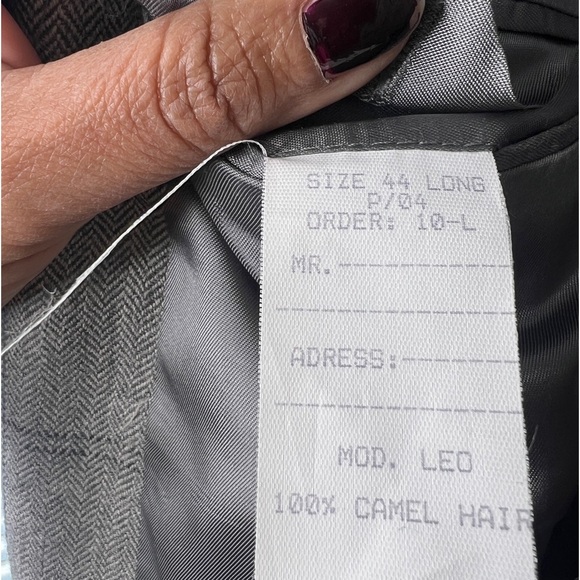 SIZE 44 LONG
P/04
ORDER: 10-L
MR.-----------
----------------
ADRESS:-------
----------------
MOD. LEO
100% CAMEL HAIR